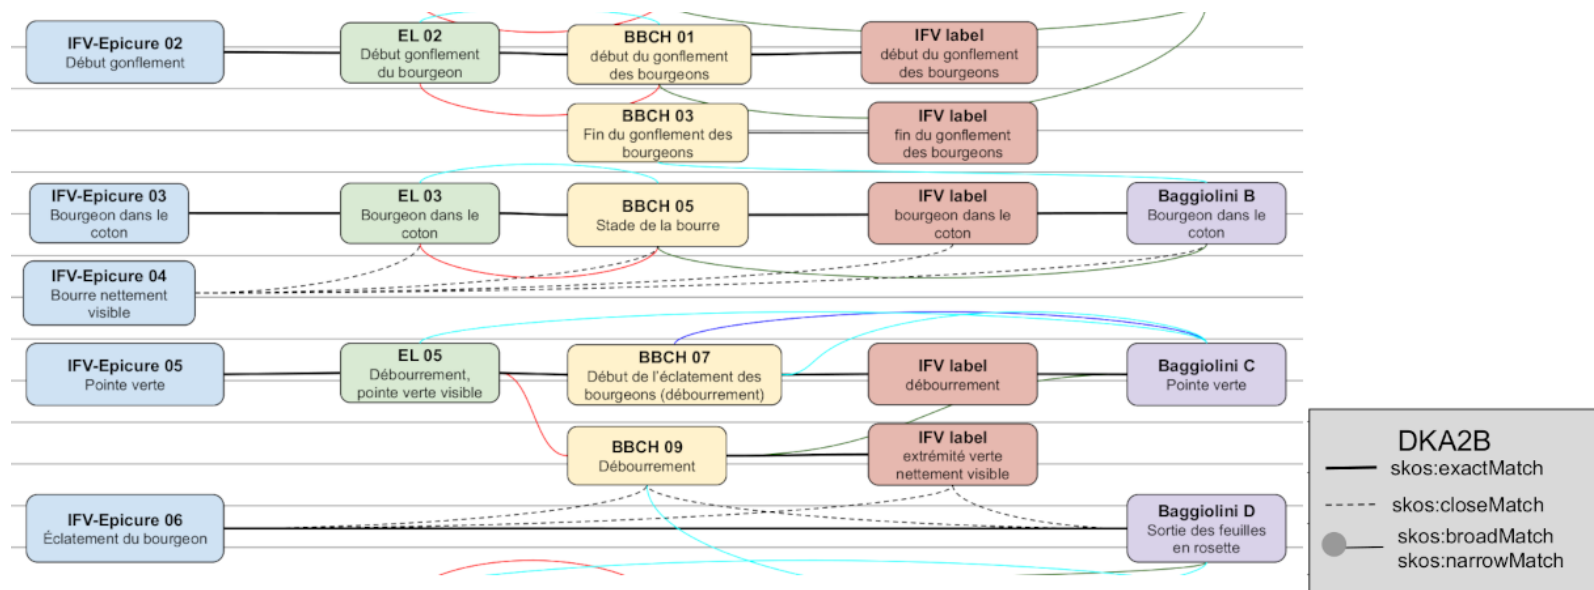 IFV-Epicure 02
Début gonflement
EL 02
Début gonflement
du bourgeon
BBCH 01
début du gonflement
des bourgeons
IFV label
début du gonflement
des bourgeons
BBCH 03
Fin du gonflement des
bourgeons
IFV label
fin du gonflement
des bourgeons
IFV-Epicure 03
Bourgeon dans le
coton
EL 03
Bourgeon dans le
coton
BBCH 05
Stade de la bourre
IFV label
bourgeon dans le
coton
Baggiolini B
Bourgeon dans le
coton
IFV-Epicure 04
Bourre nettement
visible
IFV-Epicure 05
Pointe verte
EL 05
Débourrement,
pointe verte visible
BBCH 07
Début de l'éclatement des
bourgeons (débourrement)
IFV label
débourrement
Baggiolini C
Pointe verte
BBCH 09
Débourrement
IFV label
extrémité verte
nettement visible
IFV-Epicure 06
Éclatement du bourgeon
Baggiolini D
Sortie des feuilles
en rosette
DKA2B
skos:exactMatch
skos:closeMatch
skos:broadMatch
skos:narrowMatch